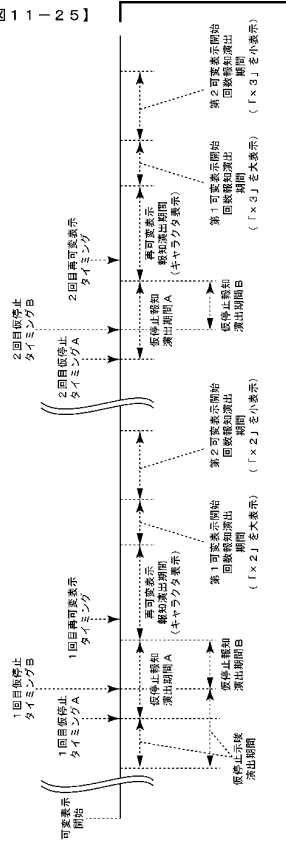 図11-25】
可変表示
開始
1回目仮停止
タイミングA
1回目仮停止
タイミングB
1回目再可変表示
タイミング
2回目仮停止
タイミングA
2回目仮停止
タイミングB
2回目再可変表示
タイミング
仮停止示唆
演出期間
仮停止報知
演出期間A
仮停止報知
演出期間B
再可変表示
報知演出期間
(キャラクタ表示)
第1可変表示開始
回数報知演出
期間
(「×2」を大表示)
第2可変表示開始
回数報知演出
期間
(「×2」を小表示)
仮停止報知
演出期間A
仮停止報知
演出期間B
再可変表示
報知演出期間
(キャラクタ表示)
第1可変表示開始
回数報知演出
期間
(「×3」を大表示)
第2可変表示開始
回数報知演出
期間
(「×3」を小表示)